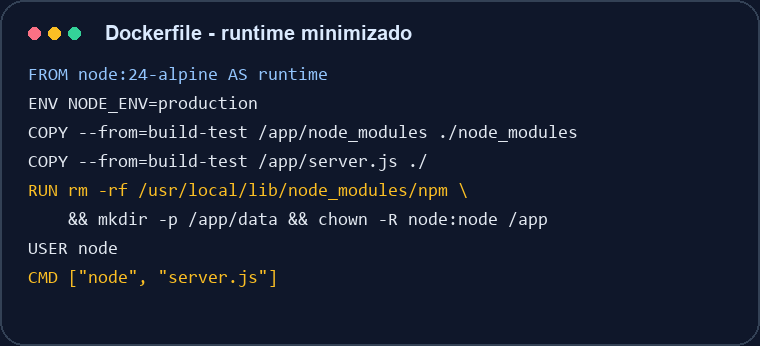 Dockerfile - runtime minimizado
FROM node:24-alpine AS runtime
ENV NODE_ENV=production
COPY --from=build-test /app/node_modules ./node_modules
COPY --from=build-test /app/server.js ./
RUN rm -rf /usr/local/lib/node_modules/npm \
    && mkdir -p /app/data && chown -R node:node /app
USER node
CMD ["node", "server.js"]